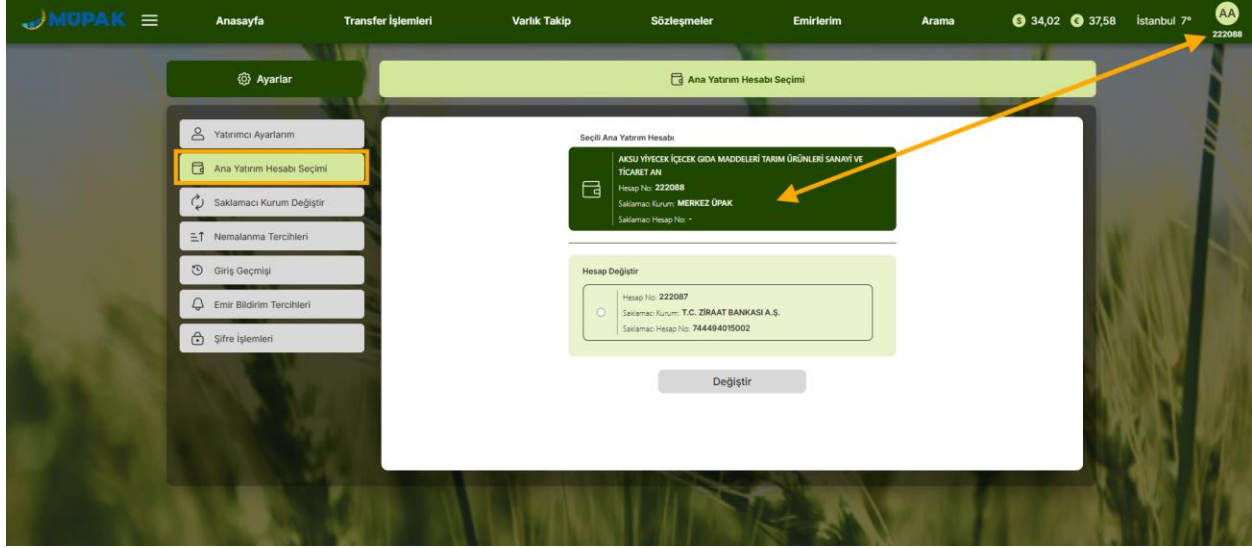 MÜPAK
Anasayfa
Transfer İşlemleri
Varlık Takip
Sözleşmeler
Emirlerim
Arama
$ 34,02 € 37,58
İstanbul 7°
AA
222088
Ayarlar
Ana Yatırım Hesabı Seçimi
Yatırımcı Ayarlarım
Ana Yatırım Hesabı Seçimi
Saklamacı Kurum Değiştir
Nemalanma Tercihleri
Giriş Geçmişi
Emir Bildirim Tercihleri
Şifre İşlemleri
Seçili Ana Yatırım Hesabı
AKSU YİYECEK İÇECEK GIDA MADDELERİ TARIM ÜRÜNLERİ SANAYİ VE
TİCARET AN
Hesap No: 222088
Saklamacı Kurum: MERKEZ ÜPAK
Saklamacı Hesap No: -
Hesap Değiştir
Hesap No: 222087
Saklamacı Kurum: T.C. ZİRAAT BANKASI A.Ş.
Saklamacı Hesap No: 744494015002
Değiştir